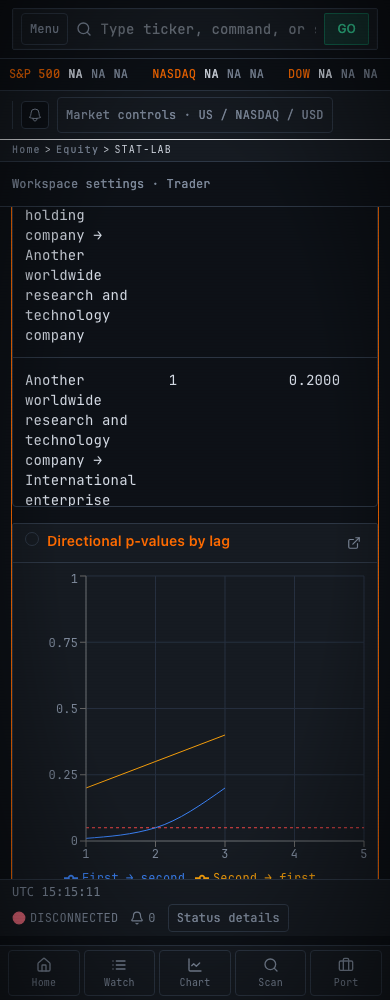 Menu Type ticker, command, or GO
S&P 500 NA NA NA NASDAQ NA NA NA DOW NA NA NA
Market controls · US / NASDAQ / USD
Home > Equity > STAT-LAB
Workspace settings · Trader
holding
company →
Another
worldwide
research and
technology
company
Another 1 0.2000
worldwide
research and
technology
company →
International
enterprise
Directional p-values by lag
1
0.75
0.5
0.25
0
1 2 3 4 5
First → second Second → first
UTC 15:15:11
DISCONNECTED 0 Status details
Home Watch Chart Scan Port